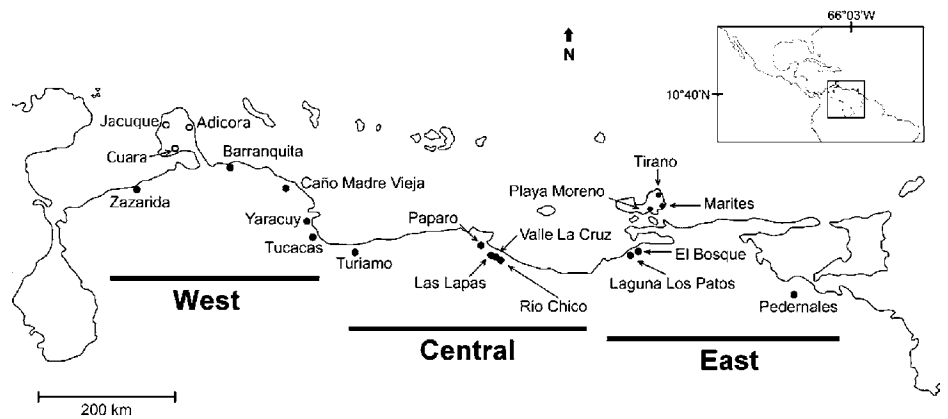 66°03'W
10°40'N
N
Jacuque
Adicora
Cuara
Barranquita
Zazarida
Caño Madre Vieja
Yaracuy
Tucacas
Turiamo
Paparo
Valle La Cruz
Las Lapas
Rio Chico
Tirano
Playa Moreno
Marites
El Bosque
Laguna Los Patos
Pedernales
West
Central
East
200 km